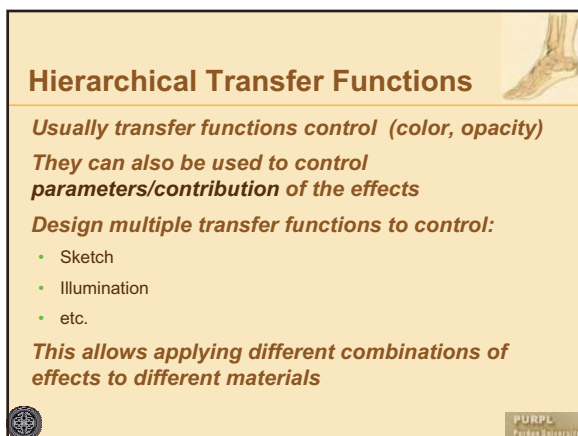 Hierarchical Transfer Functions
Usually transfer functions control (color, opacity)
They can also be used to control
parameters/contribution of the effects
Design multiple transfer functions to control:
• Sketch
• Illumination
• etc.
This allows applying different combinations of
effects to different materials
PURPL
Purdue University